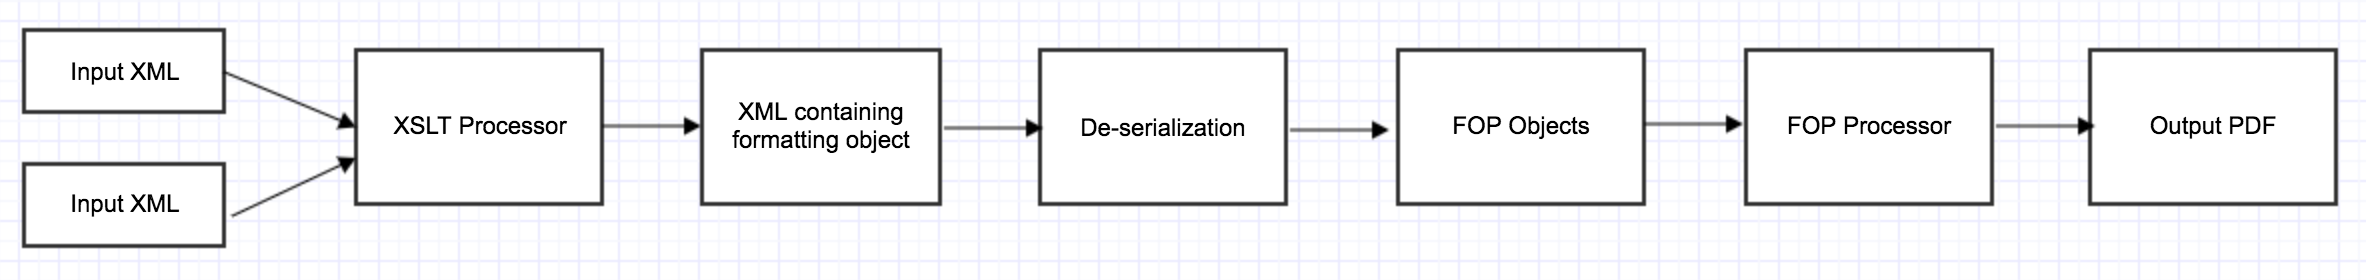 Input XML
Input XML
XSLT Processor
XML containing
formatting object
De-serialization
FOP Objects
FOP Processor
Output PDF